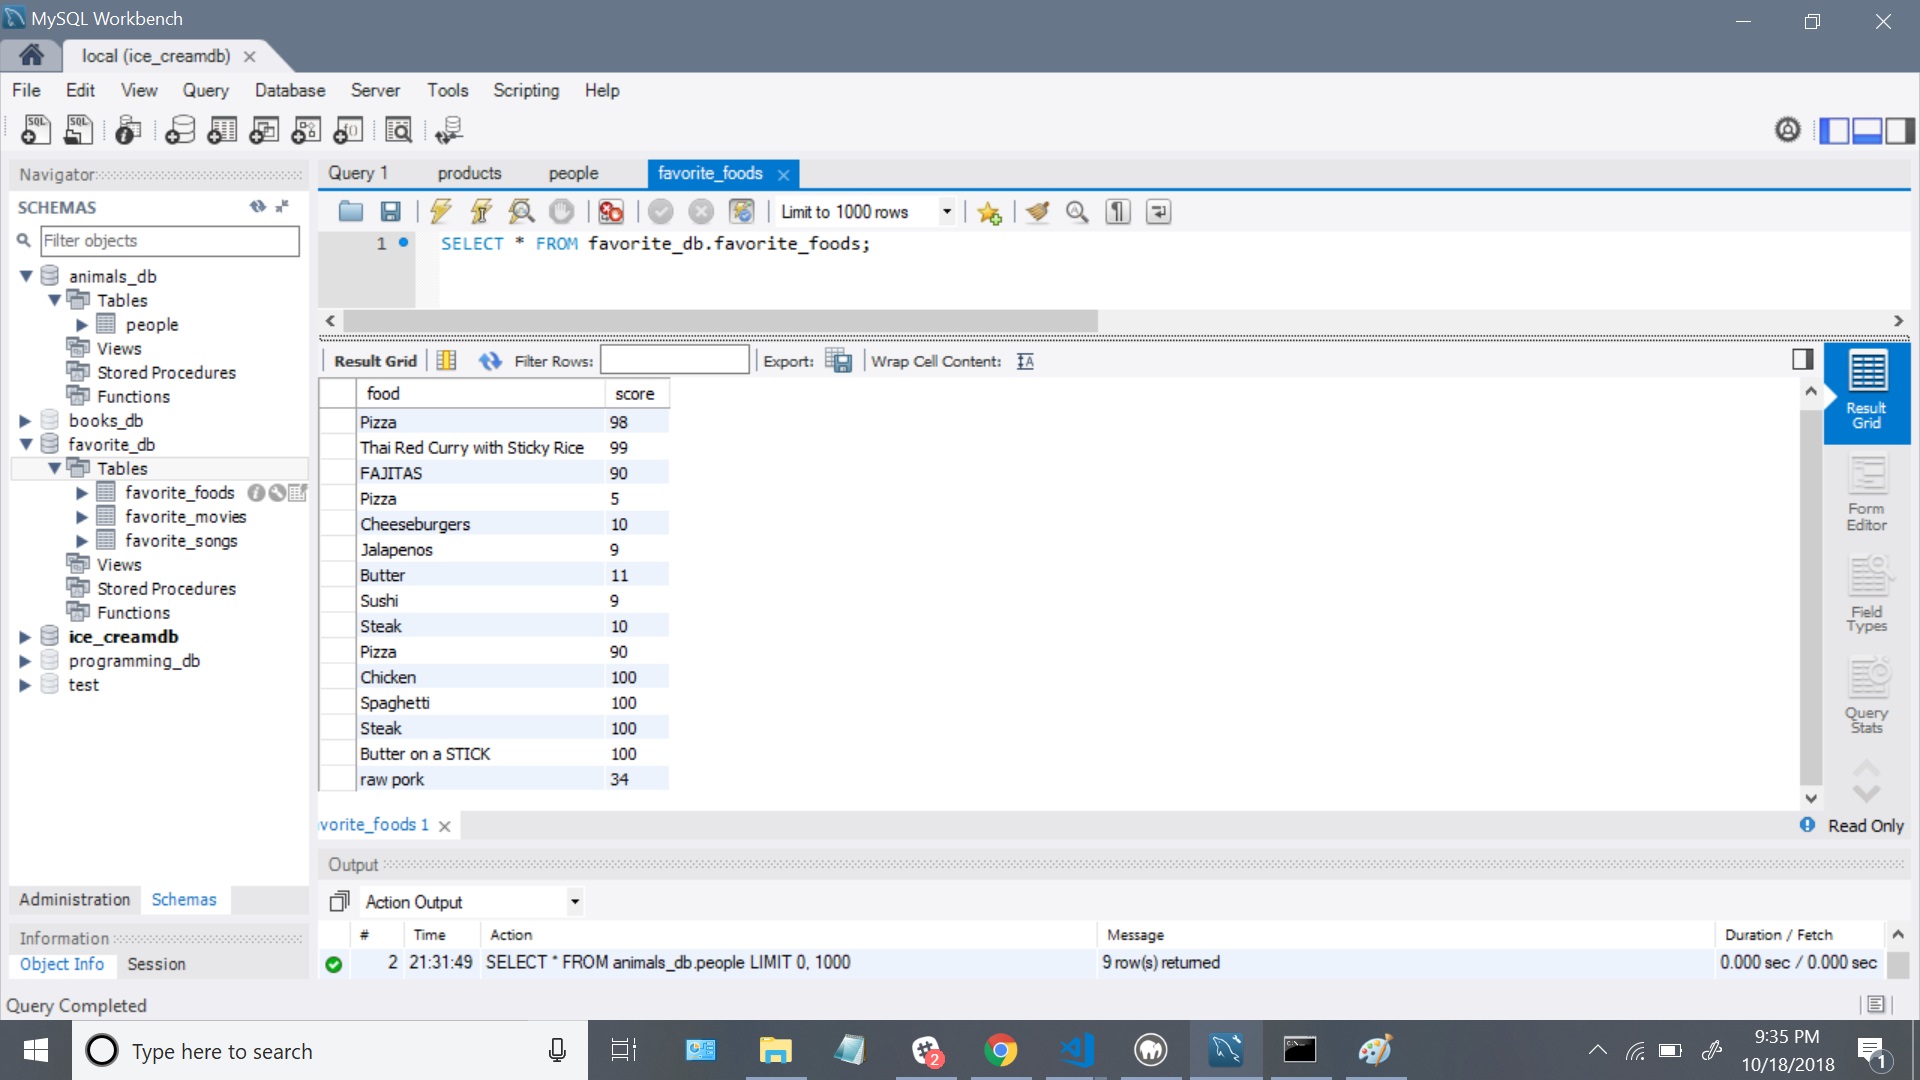 MySQL Workbench
local (ice_creamdb)
File Edit View Query Database Server Tools Scripting Help
SQL SQL
Navigator
SCHEMAS
Filter objects
animals_db
Tables
people
Views
Stored Procedures
Functions
books_db
favorite_db
Tables
favorite_foods
favorite_movies
favorite_songs
Views
Stored Procedures
Functions
ice_creamdb
programming_db
test
Administration Schemas
Information
Object Info Session
Query 1 products people favorite_foods
Limit to 1000 rows
1 SELECT * FROM favorite_db.favorite_foods;
Result Grid Filter Rows: Export: Wrap Cell Content:
food score
Pizza 98
Thai Red Curry with Sticky Rice 99
FAJITAS 90
Pizza 5
Cheeseburgers 10
Jalapenos 9
Butter 11
Sushi 9
Steak 10
Pizza 90
Chicken 100
Spaghetti 100
Steak 100
Butter on a STICK 100
raw pork 34
Result
Grid
Form
Editor
Field
Types
Query
Stats
vorite_foods 1
Read Only
Output
Action Output
# Time Action Message Duration / Fetch
2 21:31:49 SELECT * FROM animals_db.people LIMIT 0, 1000 9 row(s) returned 0.000 sec / 0.000 sec
Query Completed
Type here to search
2
9:35 PM
10/18/2018
1